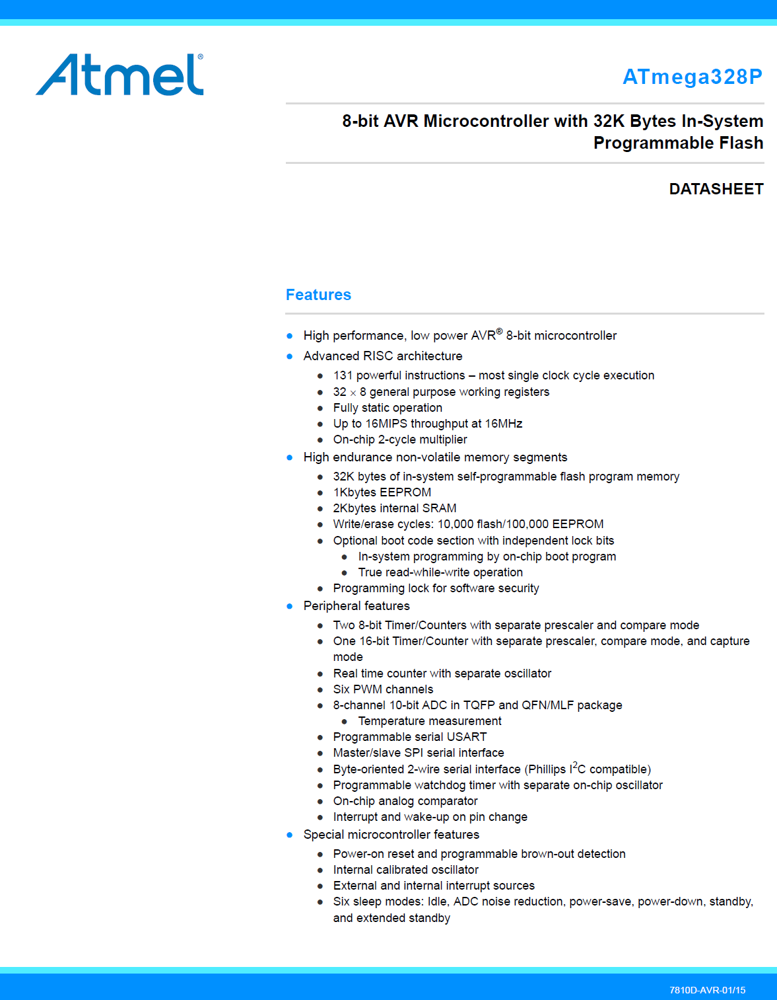 Atmel®
ATmega328P
8-bit AVR Microcontroller with 32K Bytes In-System
Programmable Flash
DATASHEET
Features
● High performance, low power AVR® 8-bit microcontroller
● Advanced RISC architecture
● 131 powerful instructions – most single clock cycle execution
● 32 × 8 general purpose working registers
● Fully static operation
● Up to 16MIPS throughput at 16MHz
● On-chip 2-cycle multiplier
● High endurance non-volatile memory segments
● 32K bytes of in-system self-programmable flash program memory
● 1Kbytes EEPROM
● 2Kbytes internal SRAM
● Write/erase cycles: 10,000 flash/100,000 EEPROM
● Optional boot code section with independent lock bits
● In-system programming by on-chip boot program
● True read-while-write operation
● Programming lock for software security
● Peripheral features
● Two 8-bit Timer/Counters with separate prescaler and compare mode
● One 16-bit Timer/Counter with separate prescaler, compare mode, and capture
mode
● Real time counter with separate oscillator
● Six PWM channels
● 8-channel 10-bit ADC in TQFP and QFN/MLF package
● Temperature measurement
● Programmable serial USART
● Master/slave SPI serial interface
● Byte-oriented 2-wire serial interface (Phillips I²C compatible)
● Programmable watchdog timer with separate on-chip oscillator
● On-chip analog comparator
● Interrupt and wake-up on pin change
● Special microcontroller features
● Power-on reset and programmable brown-out detection
● Internal calibrated oscillator
● External and internal interrupt sources
● Six sleep modes: Idle, ADC noise reduction, power-save, power-down, standby,
and extended standby
7810D-AVR-01/15